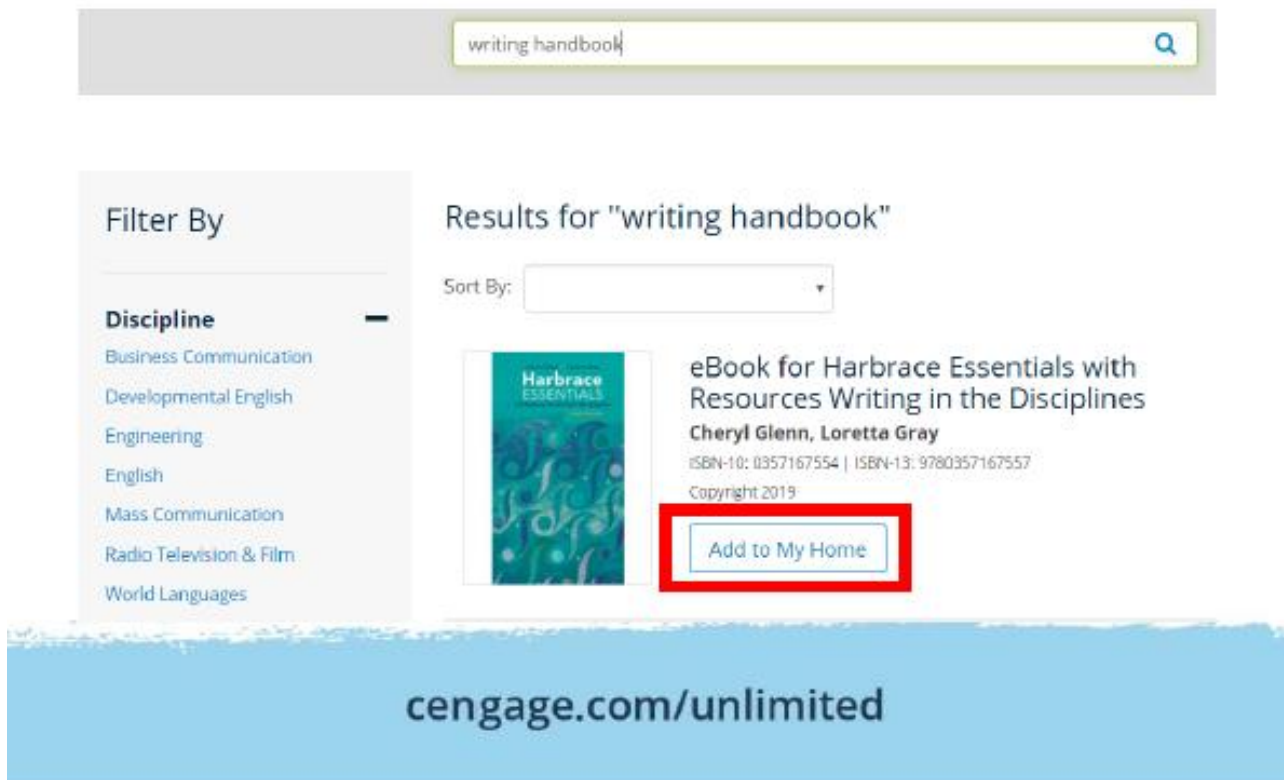 writing handbook
Filter By
Discipline
Business Communication
Developmental English
Engineering
English
Mass Communication
Radio Television & Film
World Languages
Results for "writing handbook"
Sort By:
Harbrace
ESSENTIALS
eBook for Harbrace Essentials with
Resources Writing in the Disciplines
Cheryl Glenn, Loretta Gray
ISBN-10: 0357167554 | ISBN-13: 9780357167557
Copyright 2019
Add to My Home
cengage.com/unlimited